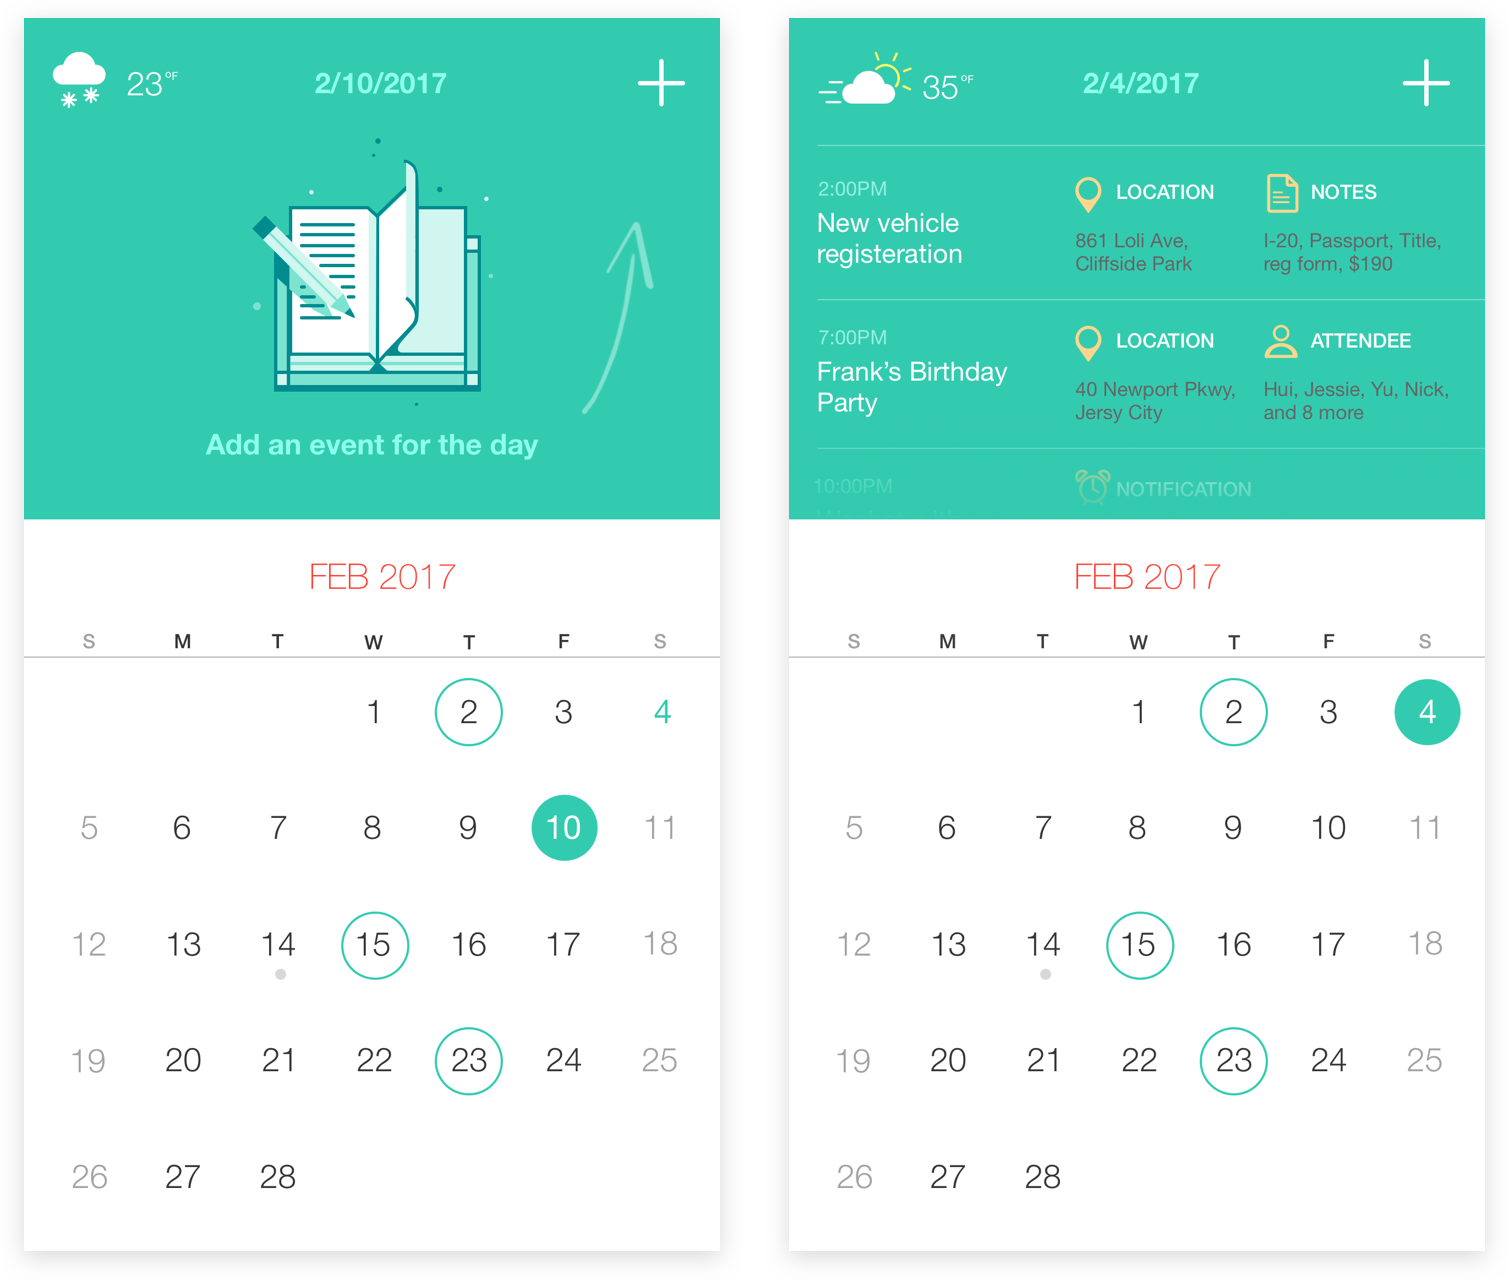 23°F
2/10/2017
Add an event for the day
FEB 2017
S M T W T F S
1 2 3 4
5 6 7 8 9 10 11
12 13 14 15 16 17 18
19 20 21 22 23 24 25
26 27 28
35°F
2/4/2017
2:00PM
New vehicle
registeration
LOCATION
861 Loli Ave,
Cliffside Park
NOTES
I-20, Passport, Title,
reg form, $190
7:00PM
Frank’s Birthday
Party
LOCATION
40 Newport Pkwy,
Jersy City
ATTENDEE
Hui, Jessie, Yu, Nick,
and 8 more
10:00PM
NOTIFICATION
FEB 2017
S M T W T F S
1 2 3 4
5 6 7 8 9 10 11
12 13 14 15 16 17 18
19 20 21 22 23 24 25
26 27 28